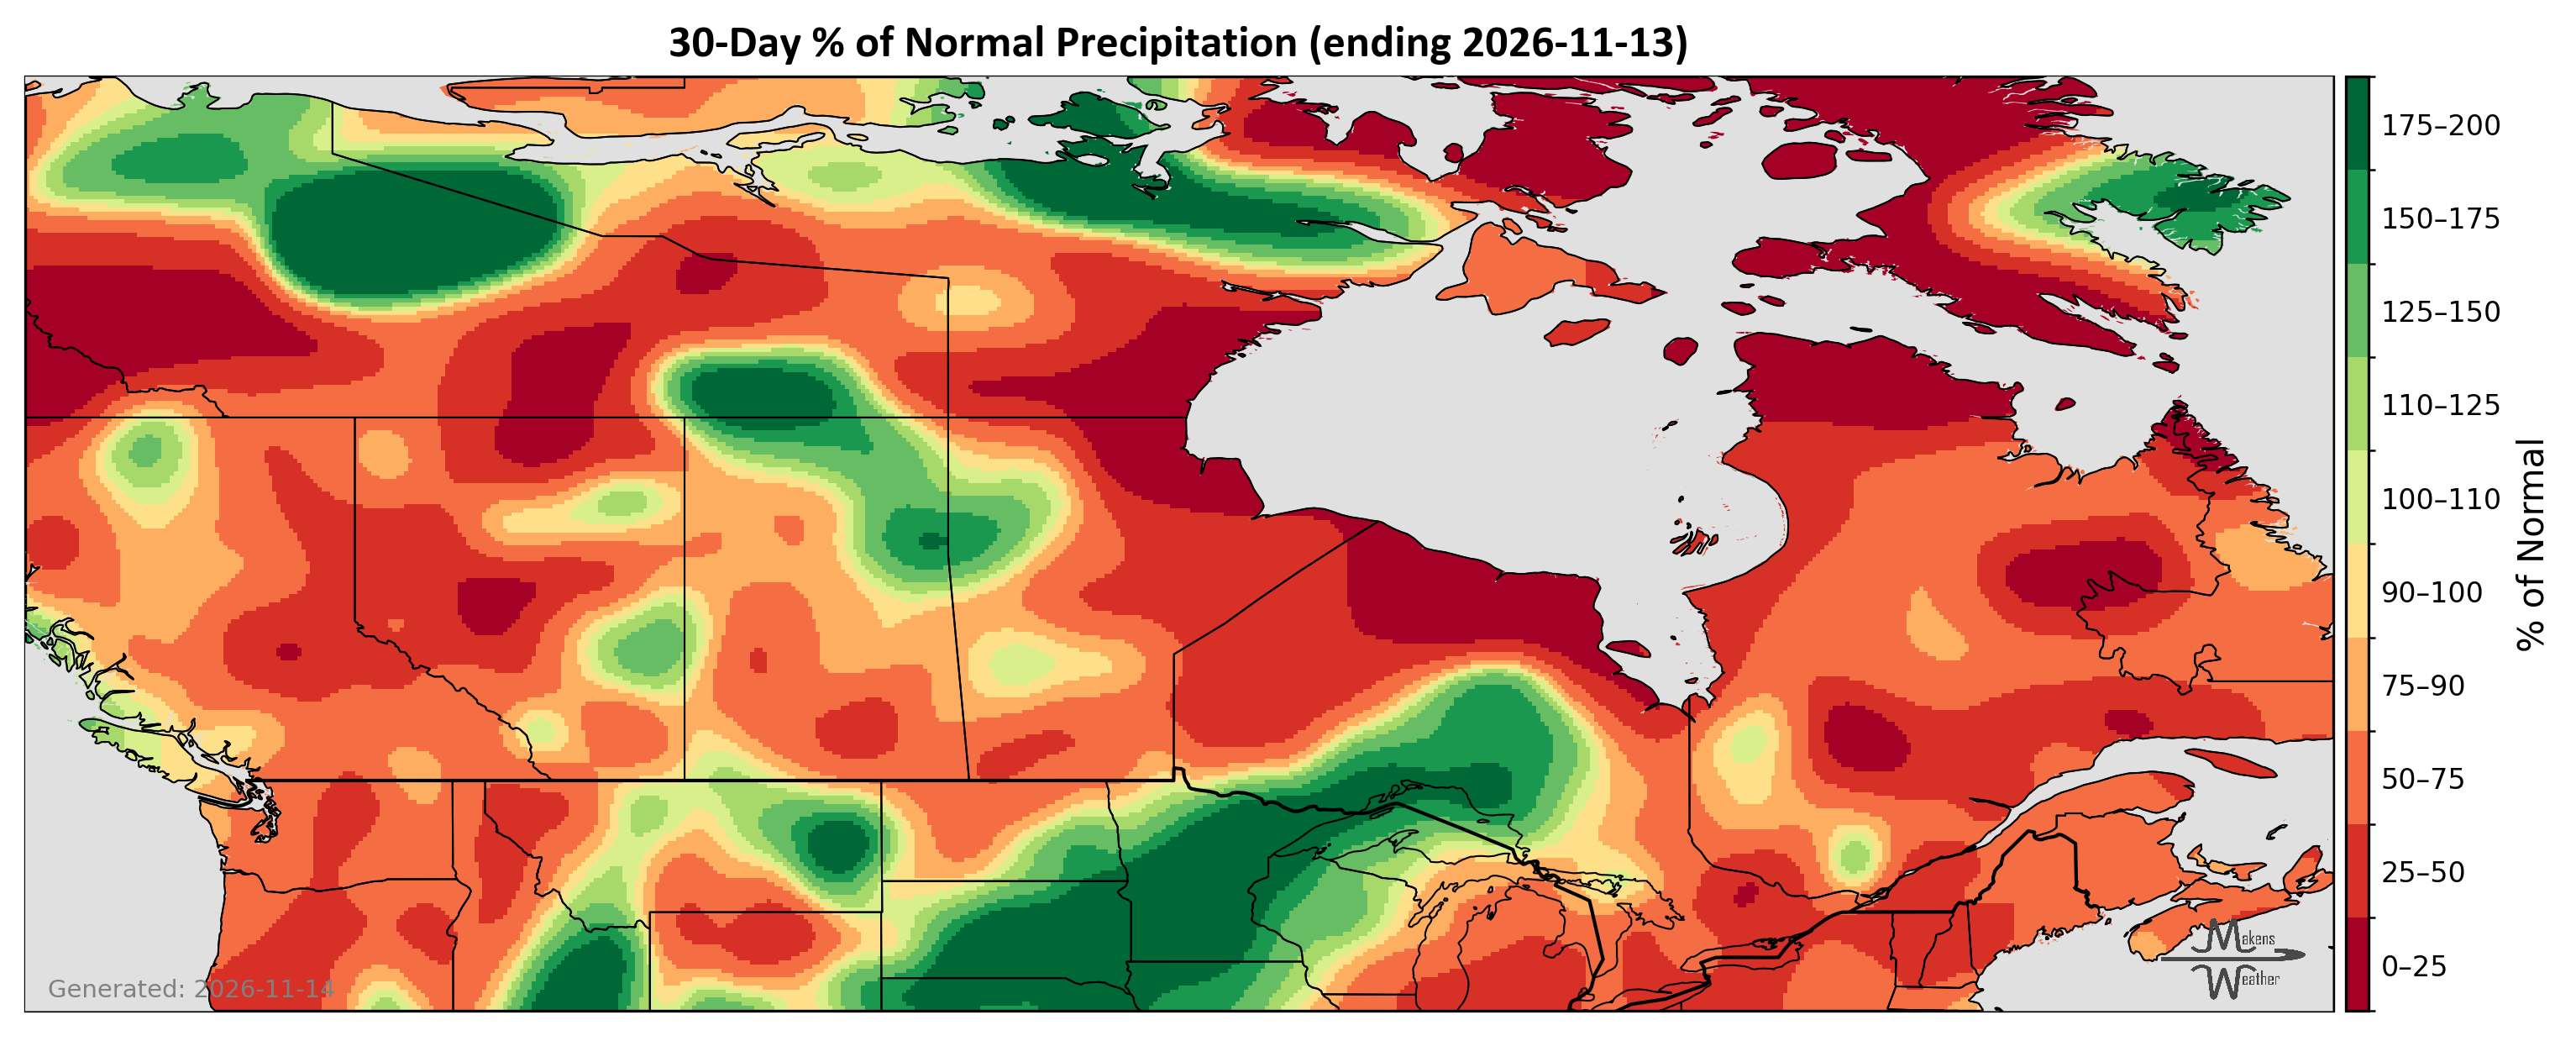 30-Day % of Normal Precipitation (ending 2026-11-13)
175–200
150–175
125–150
110–125
100–110
90–100
75–90
50–75
25–50
0–25
% of Normal
Generated: 2026-11-14
Makens
Weather